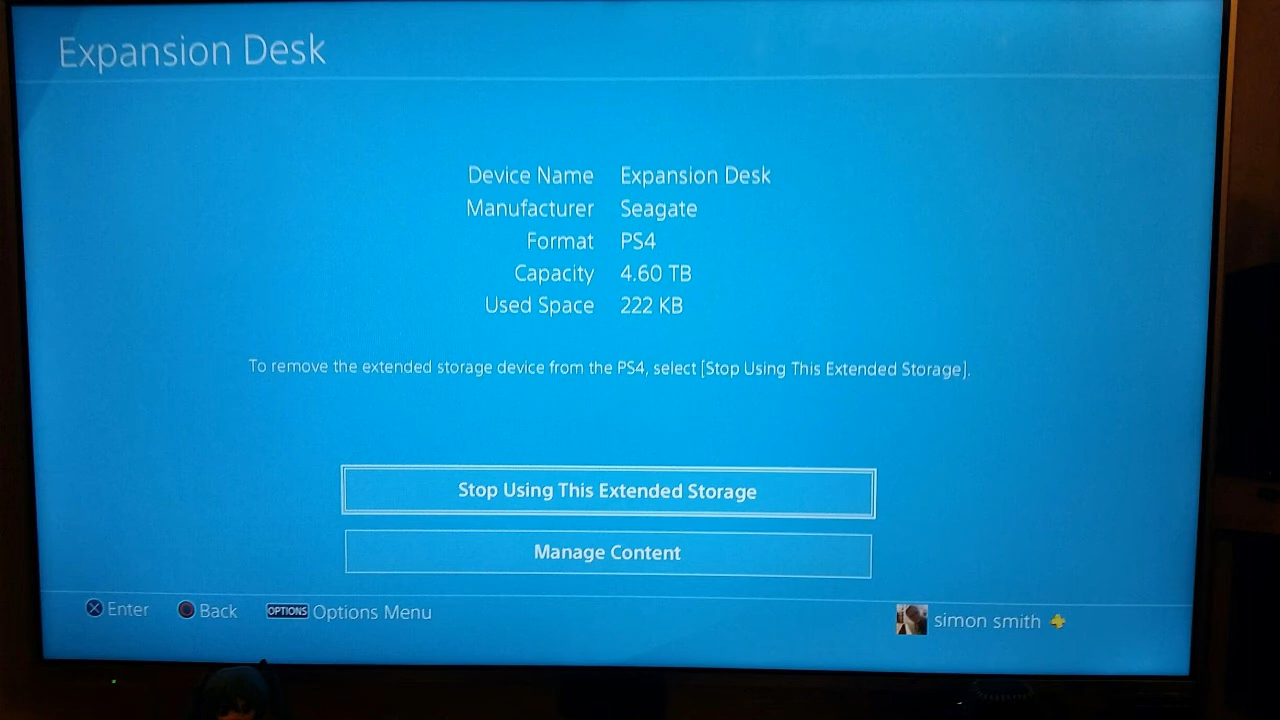 Expansion Desk
Device Name Expansion Desk
Manufacturer Seagate
Format PS4
Capacity 4.60 TB
Used Space 222 KB
To remove the extended storage device from the PS4, select [Stop Using This Extended Storage].
Stop Using This Extended Storage
Manage Content
Enter Back OPTIONS Options Menu simon smith